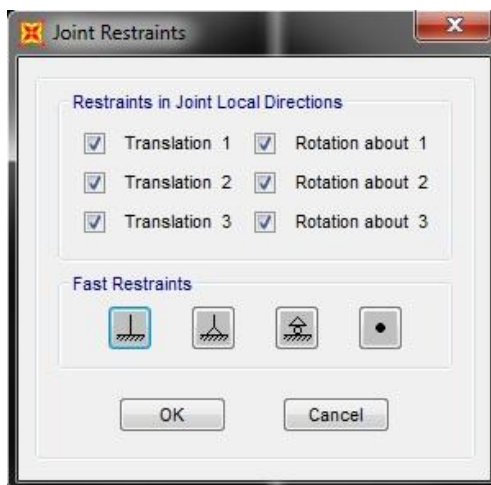 Joint Restraints
Restraints in Joint Local Directions
Translation 1 Rotation about 1
Translation 2 Rotation about 2
Translation 3 Rotation about 3
Fast Restraints
OK Cancel